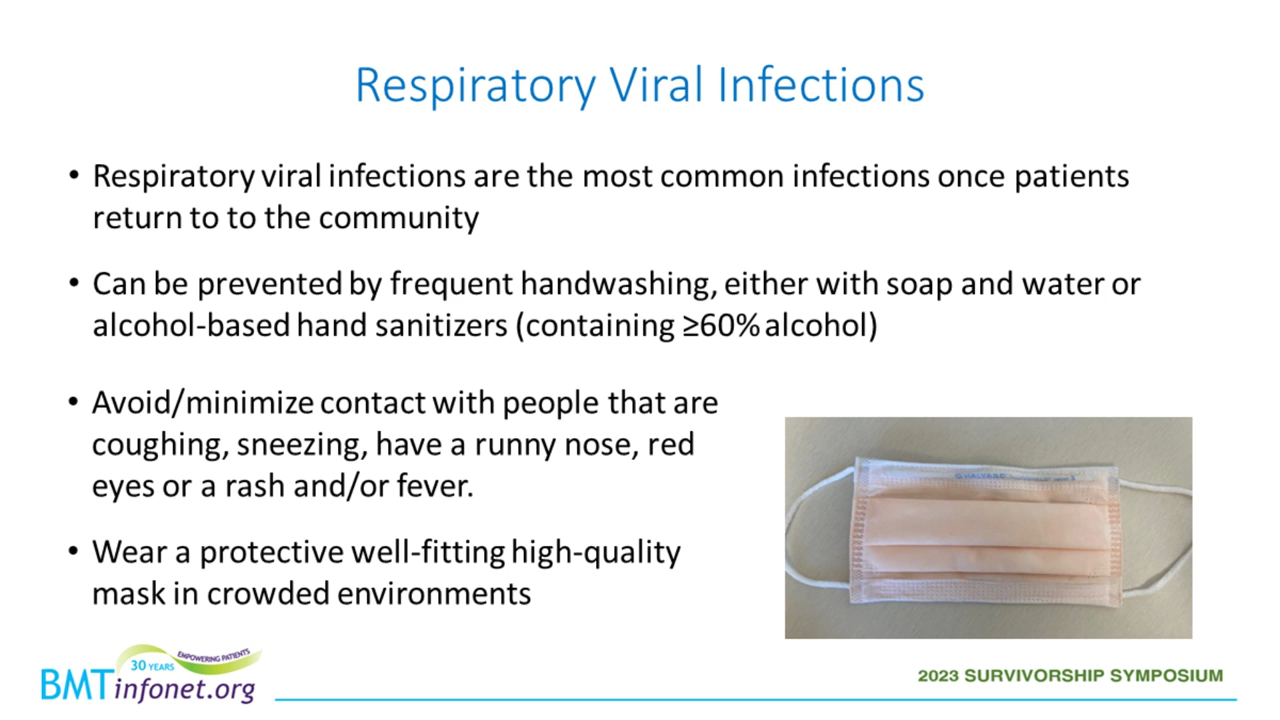 Respiratory Viral Infections
• Respiratory viral infections are the most common infections once patients
return to to the community
• Can be prevented by frequent handwashing, either with soap and water or
alcohol-based hand sanitizers (containing ≥60% alcohol)
• Avoid/minimize contact with people that are
coughing, sneezing, have a runny nose, red
eyes or a rash and/or fever.
• Wear a protective well-fitting high-quality
mask in crowded environments
30 YEARS EMPOWERING PATIENTS
BMTinfonet.org
2023 SURVIVORSHIP SYMPOSIUM